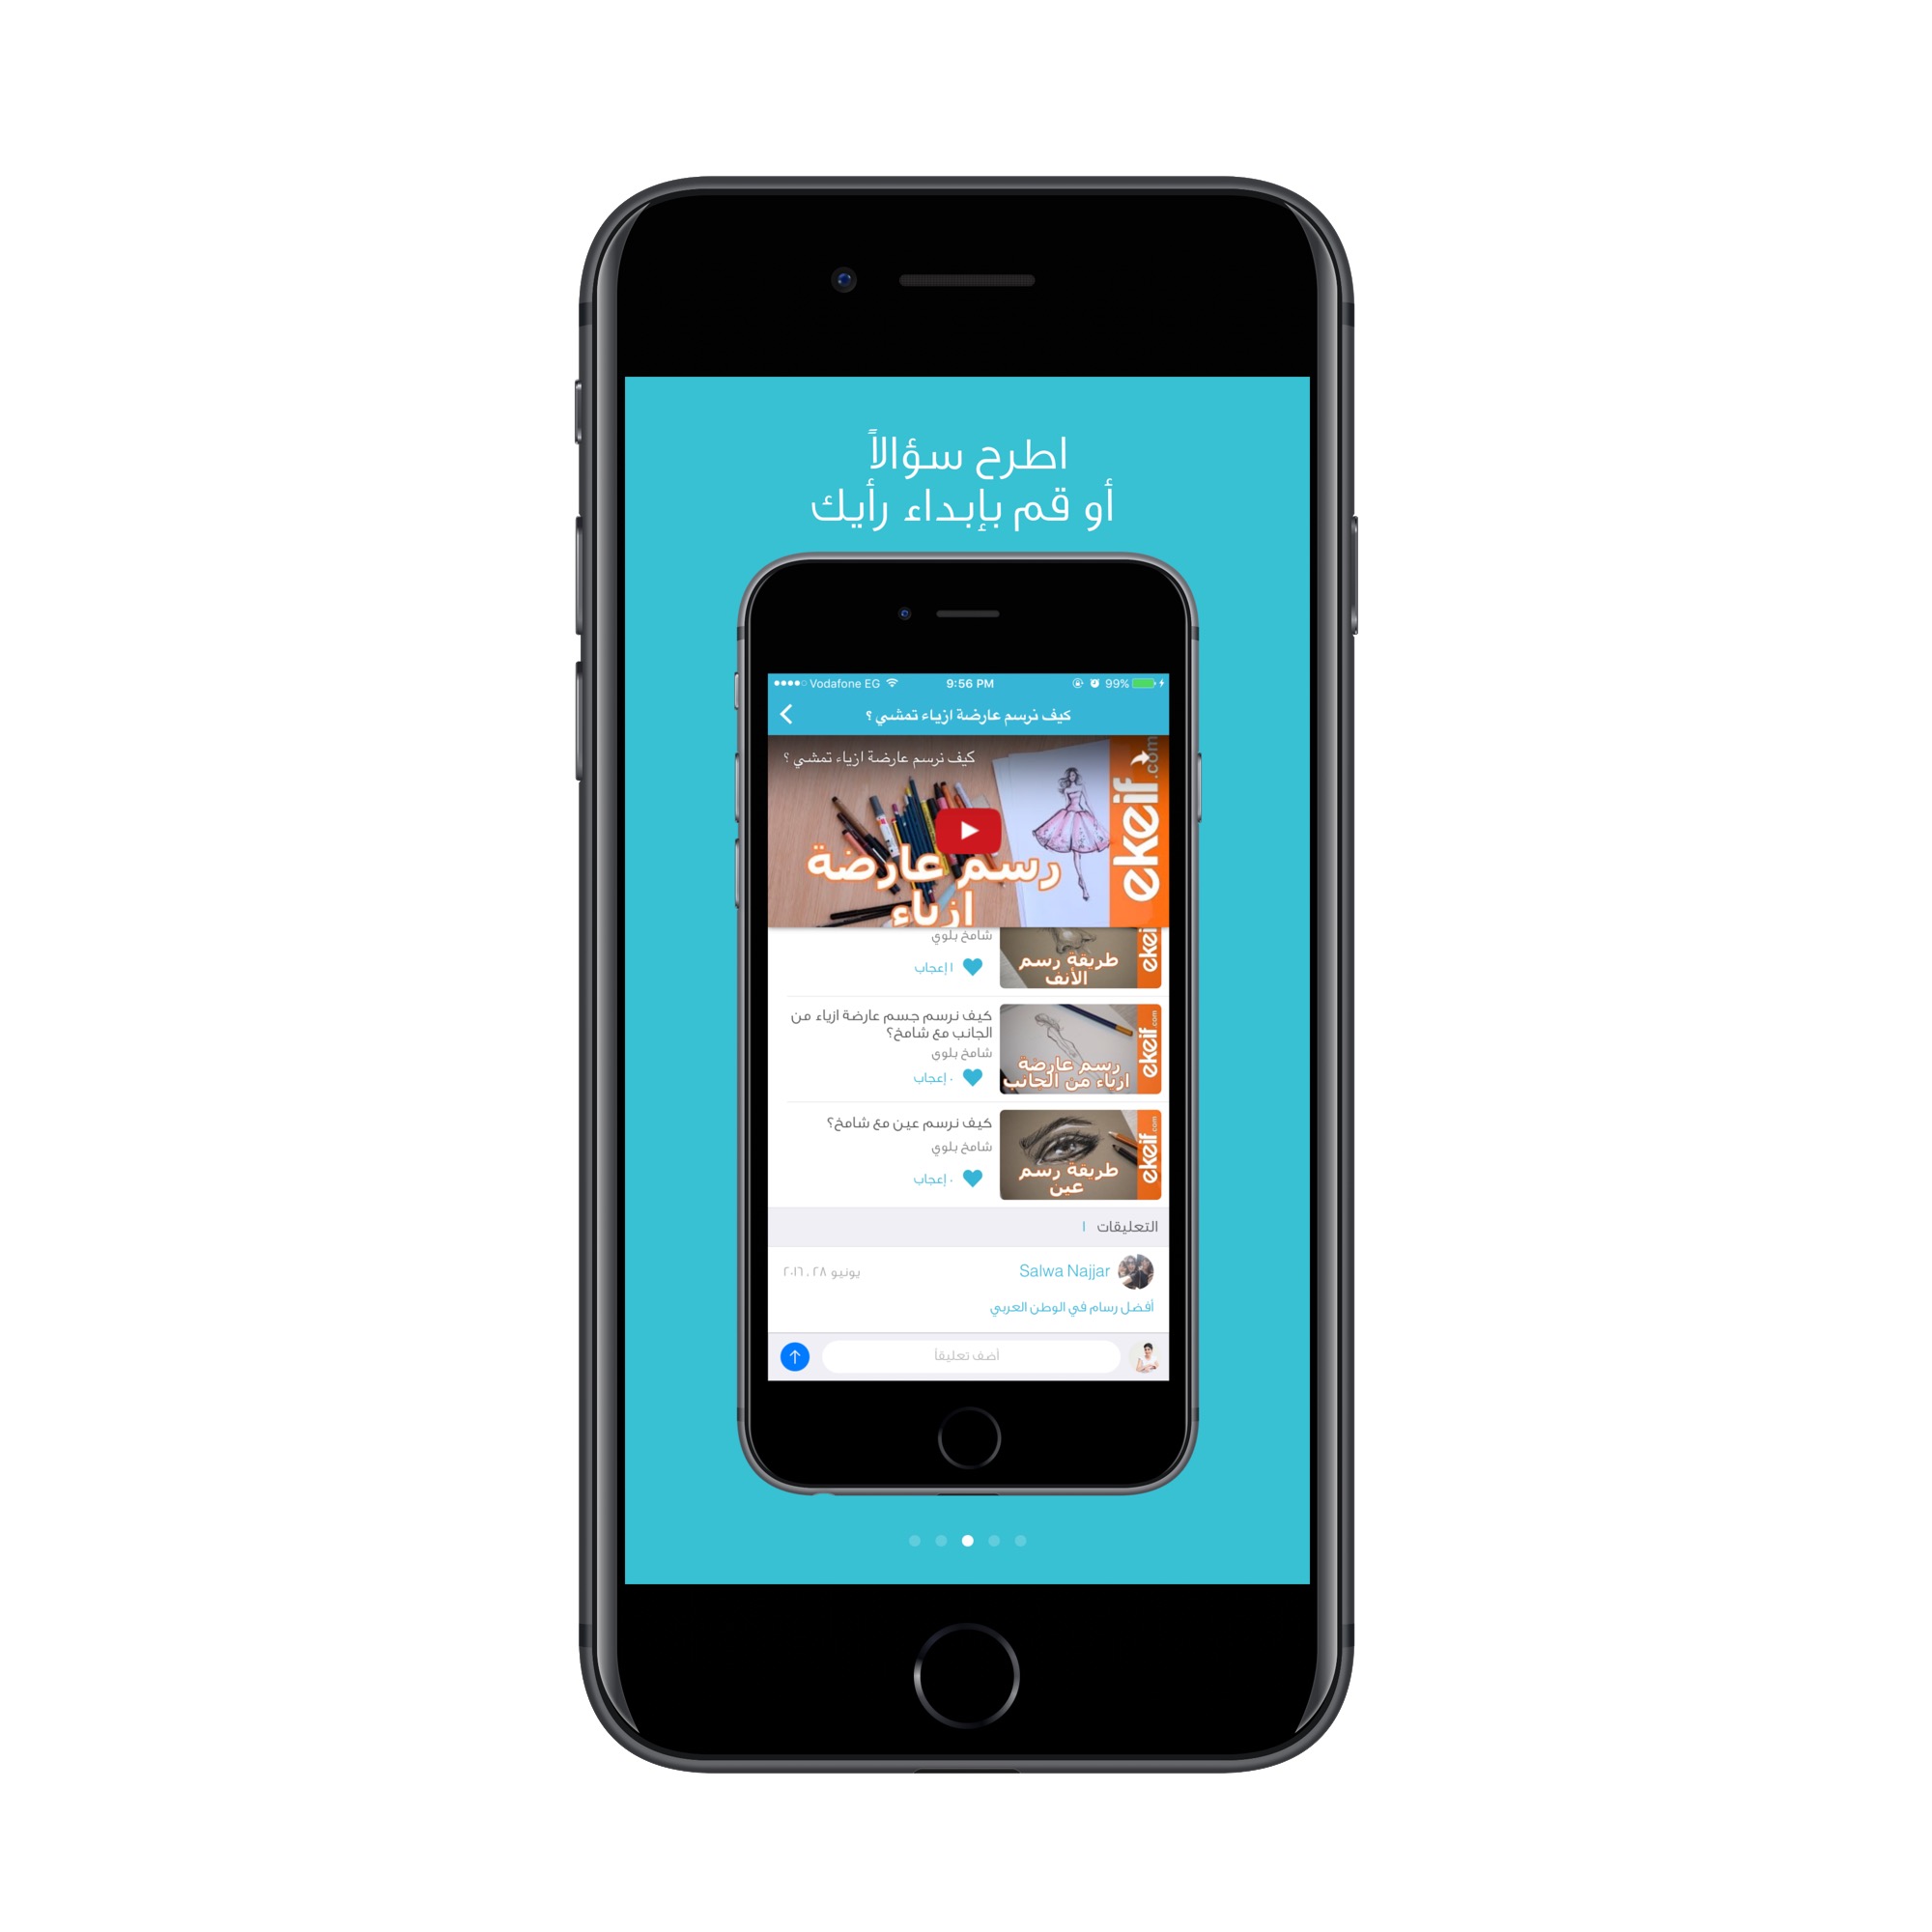 اطرح سؤالاً
أو قم بإبداء رأيك
Vodafone EG
9:56 PM
99%
كيف نرسم عارضة ازياء تمشي ؟
كيف نرسم عارضة ازياء تمشي ؟
ekeif.com
رسم عارضة
ازياء
شامخ بلوي
١ إعجاب
طريقة رسم
الأنف
ekeif
كيف نرسم جسم عارضة ازياء من
الجانب مع شامخ؟
شامخ بلوي
٠ إعجاب
رسم عارضة
ازياء من الجانب
ekeif.com
كيف نرسم عين مع شامخ؟
شامخ بلوي
٠ إعجاب
طريقة رسم
عين
ekeif.com
التعليقات ١
Salwa Najjar
يونيو ٢٨ ، ٢٠١٦
أفضل رسام في الوطن العربي
أضف تعليقاً